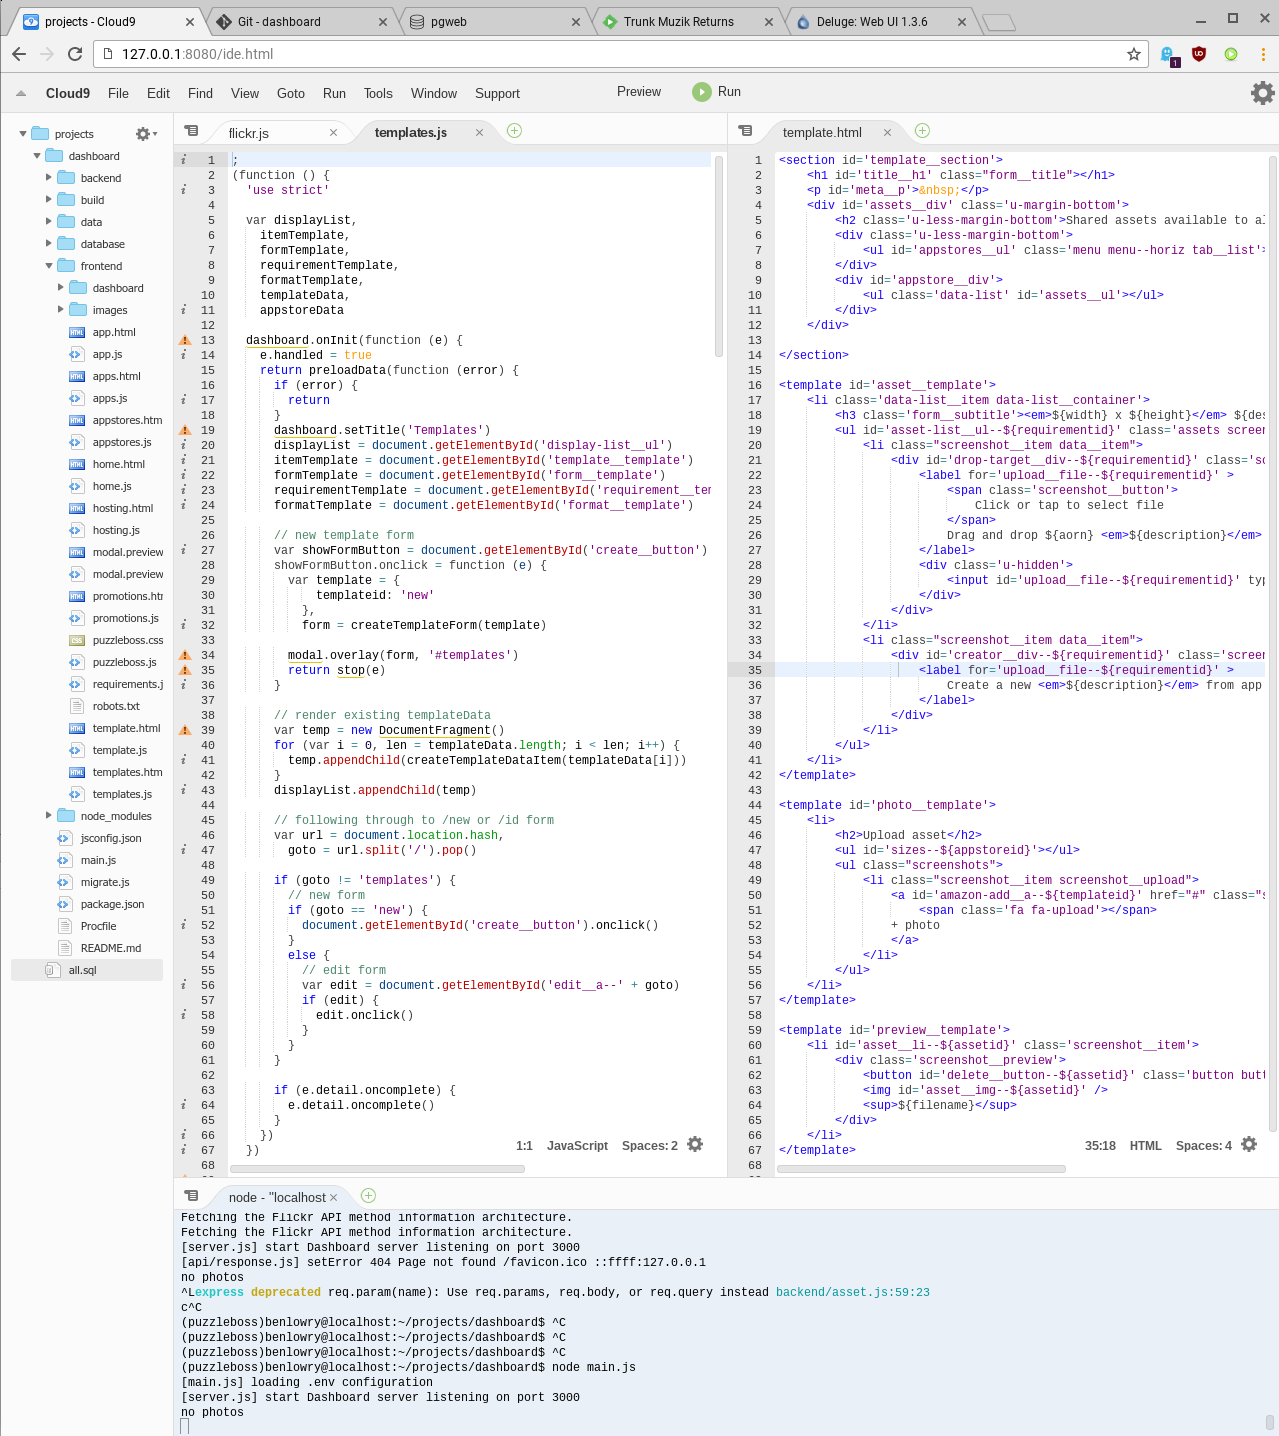 projects - Cloud9
Git - dashboard
pgweb
Trunk Muzik Returns
Deluge: Web UI 1.3.6
127.0.0.1:8080/ide.html
1
Cloud9 File Edit Find View Goto Run Tools Window Support Preview Run
projects
dashboard
backend
build
data
database
frontend
dashboard
images
app.html
app.js
apps.html
apps.js
appstores.htm
appstores.js
home.html
home.js
hosting.html
hosting.js
modal.preview
modal.preview
promotions.htr
promotions.js
puzzleboss.css
puzzleboss.js
requirements.j
robots.txt
template.html
template.js
templates.htm
templates.js
node_modules
jsconfig.json
main.js
migrate.js
package.json
Procfile
README.md
all.sql
flickr.js
templates.js
1 ;
2 (function () {
3 'use strict'
4
5 var displayList,
6 itemTemplate,
7 formTemplate,
8 requirementTemplate,
9 formatTemplate,
10 templateData,
11 appstoreData
12
13 dashboard.onInit(function (e) {
14 e.handled = true
15 return preloadData(function (error) {
16 if (error) {
17 return
18 }
19 dashboard.setTitle('Templates')
20 displayList = document.getElementById('display-list__ul')
21 itemTemplate = document.getElementById('template__template')
22 formTemplate = document.getElementById('form__template')
23 requirementTemplate = document.getElementById('requirement__ter
24 formatTemplate = document.getElementById('format__template')
25
26 // new template form
27 var showFormButton = document.getElementById('create__button')
28 showFormButton.onclick = function (e) {
29 var template = {
30 templateid: 'new'
31 },
32 form = createTemplateForm(template)
33
34 modal.overlay(form, '#templates')
35 return stop(e)
36 }
37
38 // render existing templateData
39 var temp = new DocumentFragment()
40 for (var i = 0, len = templateData.length; i < len; i++) {
41 temp.appendChild(createTemplateDataItem(templateData[i]))
42 }
43 displayList.appendChild(temp)
44
45 // following through to /new or /id form
46 var url = document.location.hash,
47 goto = url.split('/').pop()
48
49 if (goto != 'templates') {
50 // new form
51 if (goto == 'new') {
52 document.getElementById('create__button').onclick()
53 }
54 else {
55 // edit form
56 var edit = document.getElementById('edit__a--' + goto)
57 if (edit) {
58 edit.onclick()
59 }
60 }
61 }
62
63 if (e.detail.oncomplete) {
64 e.detail.oncomplete()
65 }
66 })
67 })
68
1:1 JavaScript Spaces: 2
template.html
1 <section id='template__section'>
2 <h1 id='title__h1' class="form__title"></h1>
3 <p id='meta__p'>&nbsp;</p>
4 <div id='assets__div' class='u-margin-bottom'>
5 <h2 class='u-less-margin-bottom'>Shared assets available to al
6 <div class='u-less-margin-bottom'>
7 <ul id='appstores__ul' class='menu menu--horiz tab__list'>
8 </div>
9 <div id='appstore__div'>
10 <ul class='data-list' id='assets__ul'></ul>
11 </div>
12 </div>
13
14 </section>
15
16 <template id='asset__template'>
17 <li class='data-list__item data-list__container'>
18 <h3 class='form__subtitle'><em>${width} x ${height}</em> ${des
19 <ul id='asset-list__ul--${requirementid}' class='assets screen
20 <li class="screenshot__item data__item">
21 <div id='drop-target__div--${requirementid}' class='sc
22 <label for='upload__file--${requirementid}' >
23 <span class='screenshot__button'>
24 Click or tap to select file
25 </span>
26 Drag and drop ${aorn} <em>${description}</em>
27 </label>
28 <div class='u-hidden'>
29 <input id='upload__file--${requirementid}' typ
30 </div>
31 </div>
32 </li>
33 <li class="screenshot__item data__item">
34 <div id='creator__div--${requirementid}' class='screen
35 <label for='upload__file--${requirementid}' >
36 Create a new <em>${description}</em> from app
37 </label>
38 </div>
39 </li>
40 </ul>
41 </li>
42 </template>
43
44 <template id='photo__template'>
45 <li>
46 <h2>Upload asset</h2>
47 <ul id='sizes--${appstoreid}'></ul>
48 <ul class="screenshots">
49 <li class="screenshot__item screenshot__upload">
50 <a id='amazon-add__a--${templateid}' href="#" class="s
51 <span class='fa fa-upload'></span>
52 + photo
53 </a>
54 </li>
55 </ul>
56 </li>
57 </template>
58
59 <template id='preview__template'>
60 <li id='asset__li--${assetid}' class='screenshot__item'>
61 <div class='screenshot__preview'>
62 <button id='delete__button--${assetid}' class='button butt
63 <img id='asset__img--${assetid}' />
64 <sup>${filename}</sup>
65 </div>
66 </li>
67 </template>
68
35:18 HTML Spaces: 4
node - "localhost
Fetching the Flickr API method information architecture.
Fetching the Flickr API method information architecture.
[server.js] start Dashboard server listening on port 3000
[api/response.js] setError 404 Page not found /favicon.ico ::ffff:127.0.0.1
no photos
^Lexpress deprecated req.param(name): Use req.params, req.body, or req.query instead backend/asset.js:59:23
c^C
(puzzleboss)benlowry@localhost:~/projects/dashboard$ ^C
(puzzleboss)benlowry@localhost:~/projects/dashboard$ ^C
(puzzleboss)benlowry@localhost:~/projects/dashboard$ ^C
(puzzleboss)benlowry@localhost:~/projects/dashboard$ node main.js
[main.js] loading .env configuration
[server.js] start Dashboard server listening on port 3000
no photos